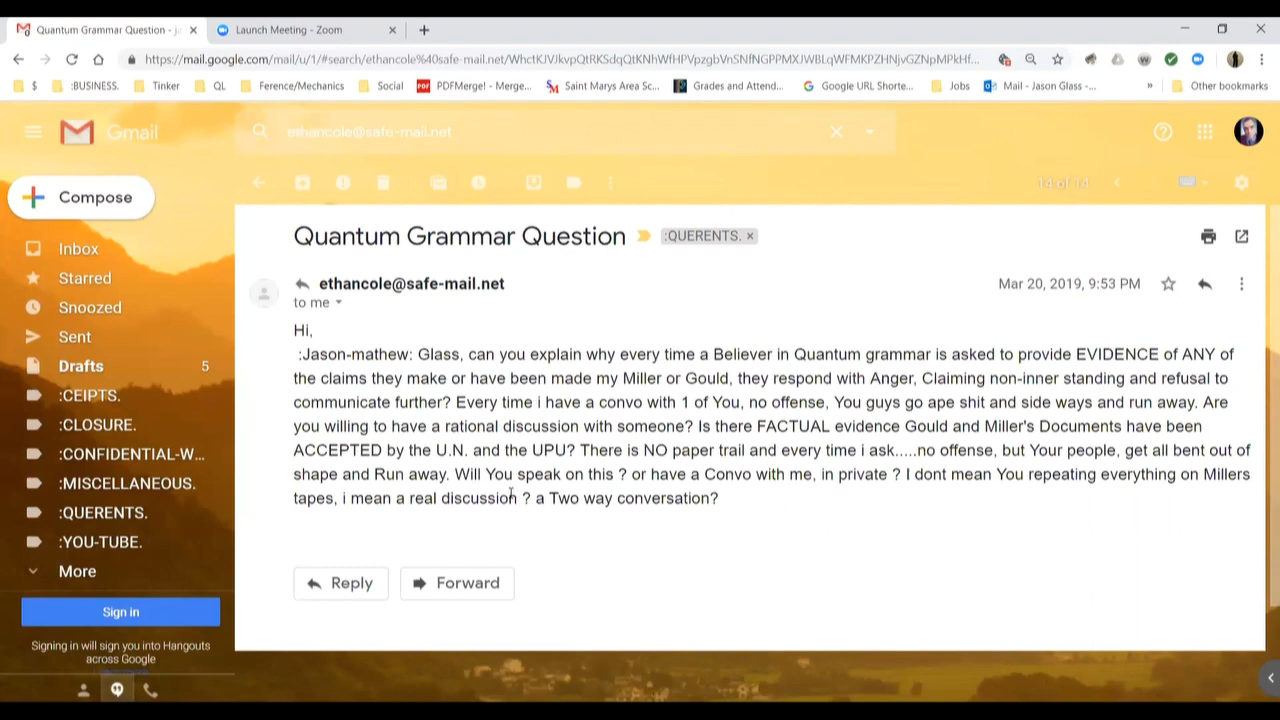 Quantum Grammar Question - j
Launch Meeting - Zoom
https://mail.google.com/mail/u/1/#search/ethancole%40safe-mail.net/
$
:BUSINESS.
Tinker
QL
Ference/Mechanics
Social
PDF
PDFMerge! - Merge...
Saint Marys Area Sc...
Grades and Attend...
Google URL Shorte...
Jobs
Mail - Jason Glass -...
»
Other bookmarks
Gmail
ethancole@safe-mail.net
14 of 14
Compose
Quantum Grammar Question
:QUERENTS. ×
Inbox
ethancole@safe-mail.net
Mar 20, 2019, 9:53 PM
Starred
to me
Snoozed
Hi,
Sent
:Jason-mathew: Glass, can you explain why every time a Believer in Quantum grammar is asked to provide EVIDENCE of ANY of
Drafts 5
the claims they make or have been made my Miller or Gould, they respond with Anger, Claiming non-inner standing and refusal to
:CEIPTS.
communicate further? Every time i have a convo with 1 of You, no offense, You guys go ape shit and side ways and run away. Are
:CLOSURE.
you willing to have a rational discussion with someone? Is there FACTUAL evidence Gould and Miller's Documents have been
:CONFIDENTIAL-W...
ACCEPTED by the U.N. and the UPU? There is NO paper trail and every time i ask.....no offense, but Your people, get all bent out of
:MISCELLANEOUS.
shape and Run away. Will You speak on this ? or have a Convo with me, in private ? I dont mean You repeating everything on Millers
tapes, i mean a real discussion ? a Two way conversation?
:QUERENTS.
:YOU-TUBE.
More
Reply
Forward
Sign in
Signing in will sign you into Hangouts
across Google